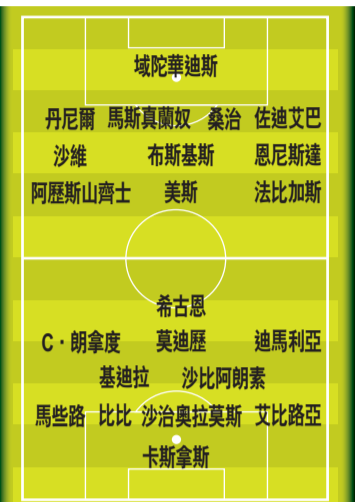 域陀華迪斯
丹尼爾 馬斯真蘭奴 桑治 佐迪艾巴
沙維 布斯基斯 恩尼斯達
阿歷斯山齊士 美斯 法比加斯
希古恩
C·朗拿度 莫迪歷 迪馬利亞
基迪拉 沙比阿朗素
馬些路 比比 沙治奧拉莫斯 艾比路亞
卡斯拿斯